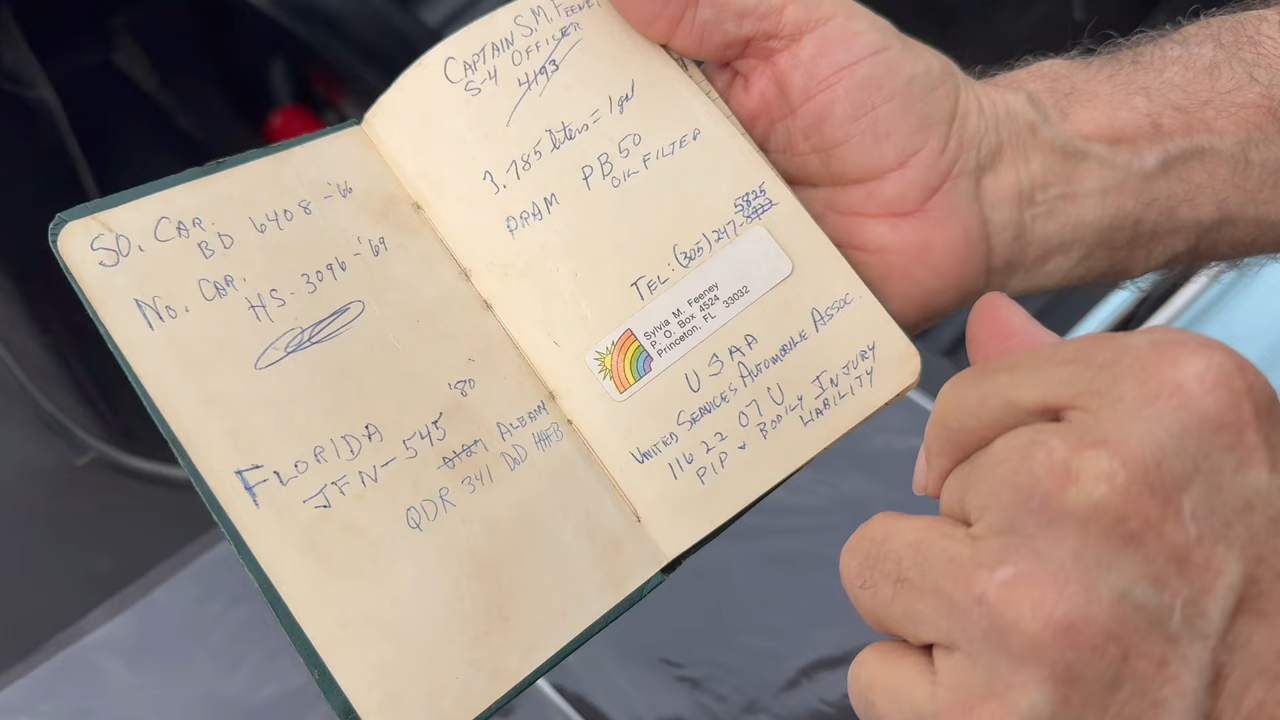 SO. CAR.
BD 6408 - '66
NO. CAR.
HS-3096-'69
FLORIDA '80
JFN-545
ALBANY
QDR 341 DoD HAFB
CAPTAIN S.M. FEENEY
S-4 OFFICER
4193
3.785 liters = 1 gal
PB50
OIL FILTER
TEL: (305) 247-5825
Sylvia M. Feeney
P. O. Box 4524
Princeton, FL 33032
USAA
UNITED SERVICES AUTOMOBILE ASSOC.
116 22 07 U
PIP & BODILY INJURY
LIABILITY